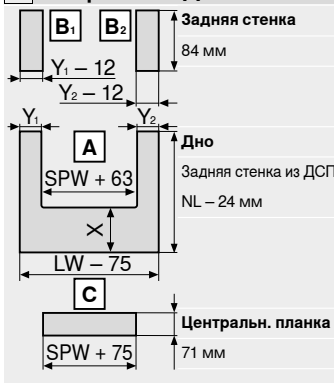 B₁ B₂ Задняя стенка
84 мм
Y₁ – 12
Y₂ – 12
Y₁ Y₂
A Дно
SPW + 63 Задняя стенка из ДСП
NL – 24 мм
X
LW – 75
C
Центральн. планка
SPW + 75 71 мм